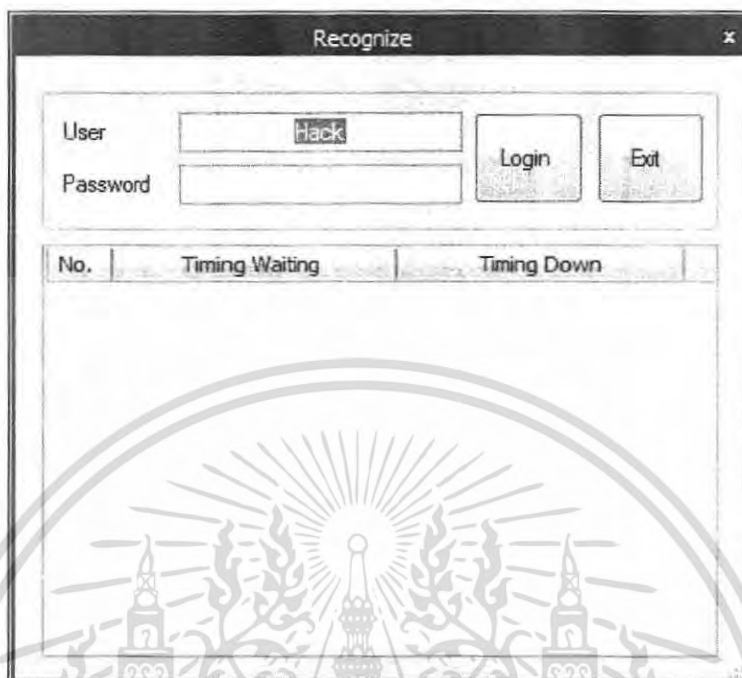 Recognize x
User Hack
Password
Login Exit
No. Timing Waiting Timing Down